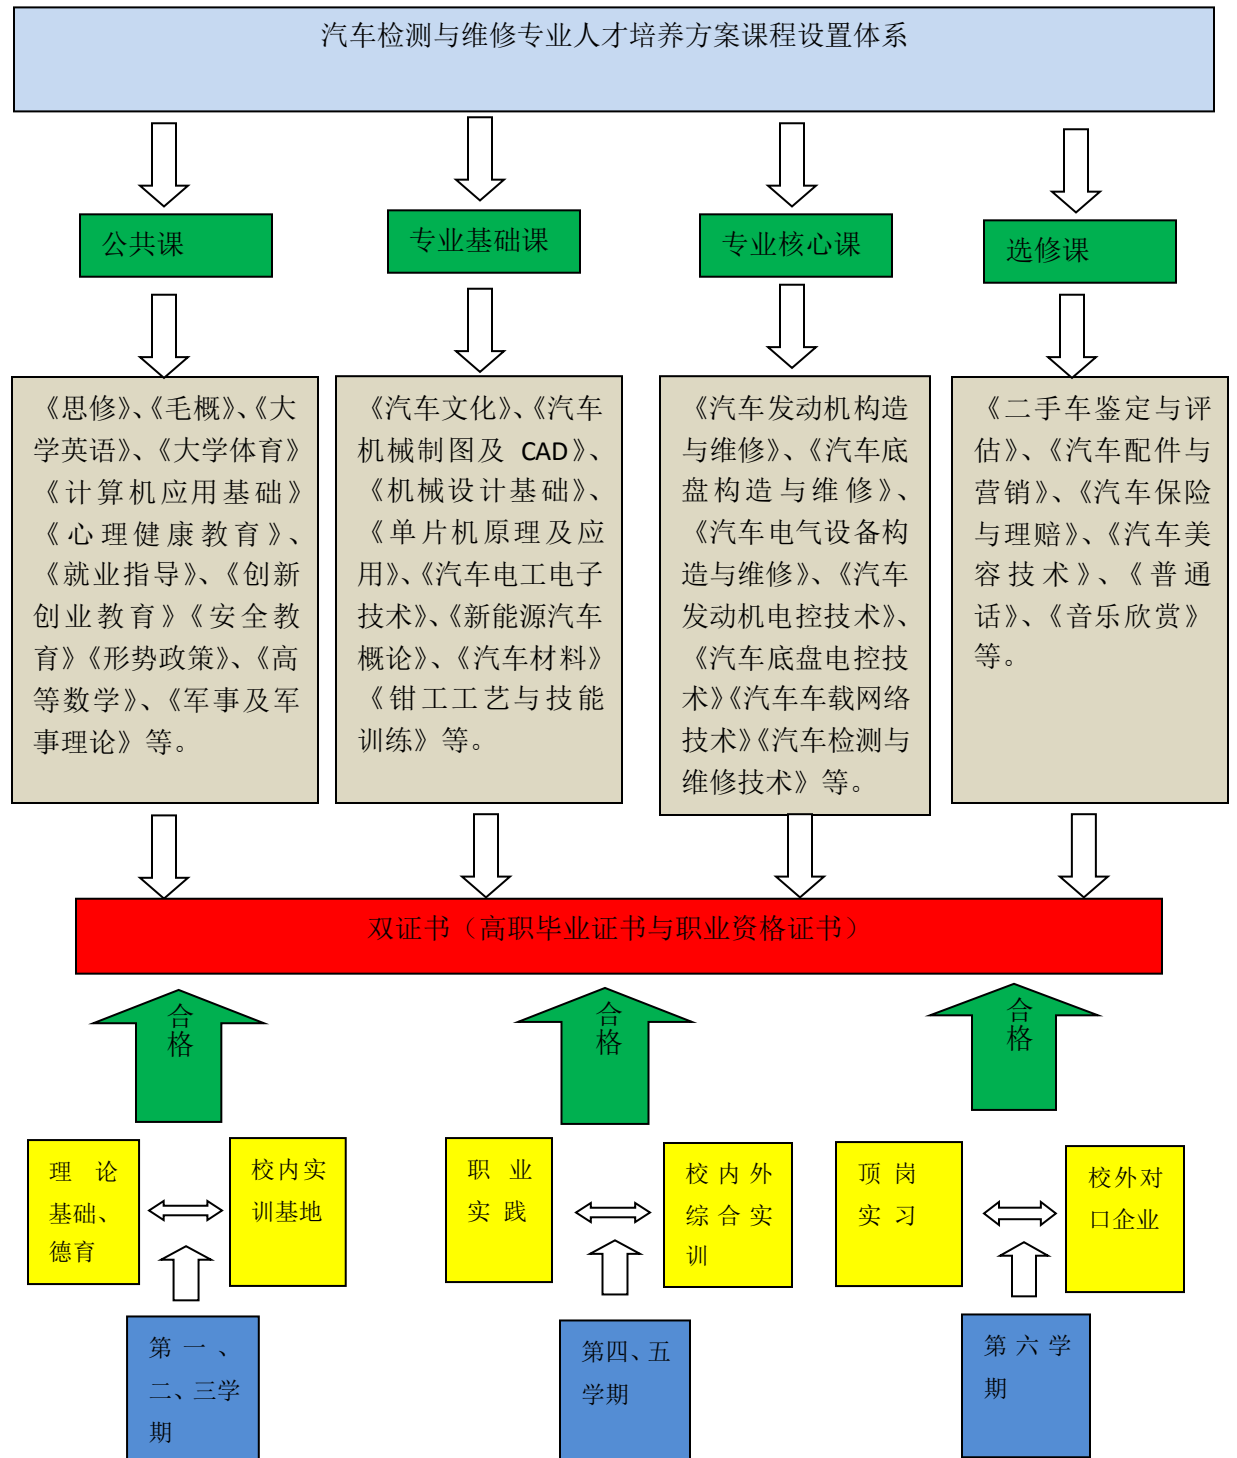 汽车检测与维修专业人才培养方案课程设置体系
公共课
专业基础课
专业核心课
选修课
《思修》、《毛概》、《大
学英语》、《大学体育》
《计算机应用基础》
《心理健康教育》、
《就业指导》、《创新
创业教育》《安全教
育》《形势政策》、《高
等数学》、《军事及军
事理论》等。
《汽车文化》、《汽车
机械制图及 CAD》、
《机械设计基础》、
《单片机原理及应
用》、《汽车电工电子
技术》、《新能源汽车
概论》、《汽车材料》
《钳工工艺与技能
训练》等。
《汽车发动机构造
与维修》、《汽车底
盘构造与维修》、
《汽车电气设备构
造与维修》、《汽车
发动机电控技术》、
《汽车底盘电控技
术》《汽车车载网络
技术》《汽车检测与
维修技术》等。
《二手车鉴定与评
估》、《汽车配件与
营销》、《汽车保险
与理赔》、《汽车美
容技术》、《普通
话》、《音乐欣赏》
等。
双证书（高职毕业证书与职业资格证书）
合
格
合
格
合
格
理论
基础、
德育
校内实
训基地
职业
实践
校内外
综合实
训
顶岗
实习
校外对
口企业
第一、
二、三学
期
第四、五
学期
第六学
期